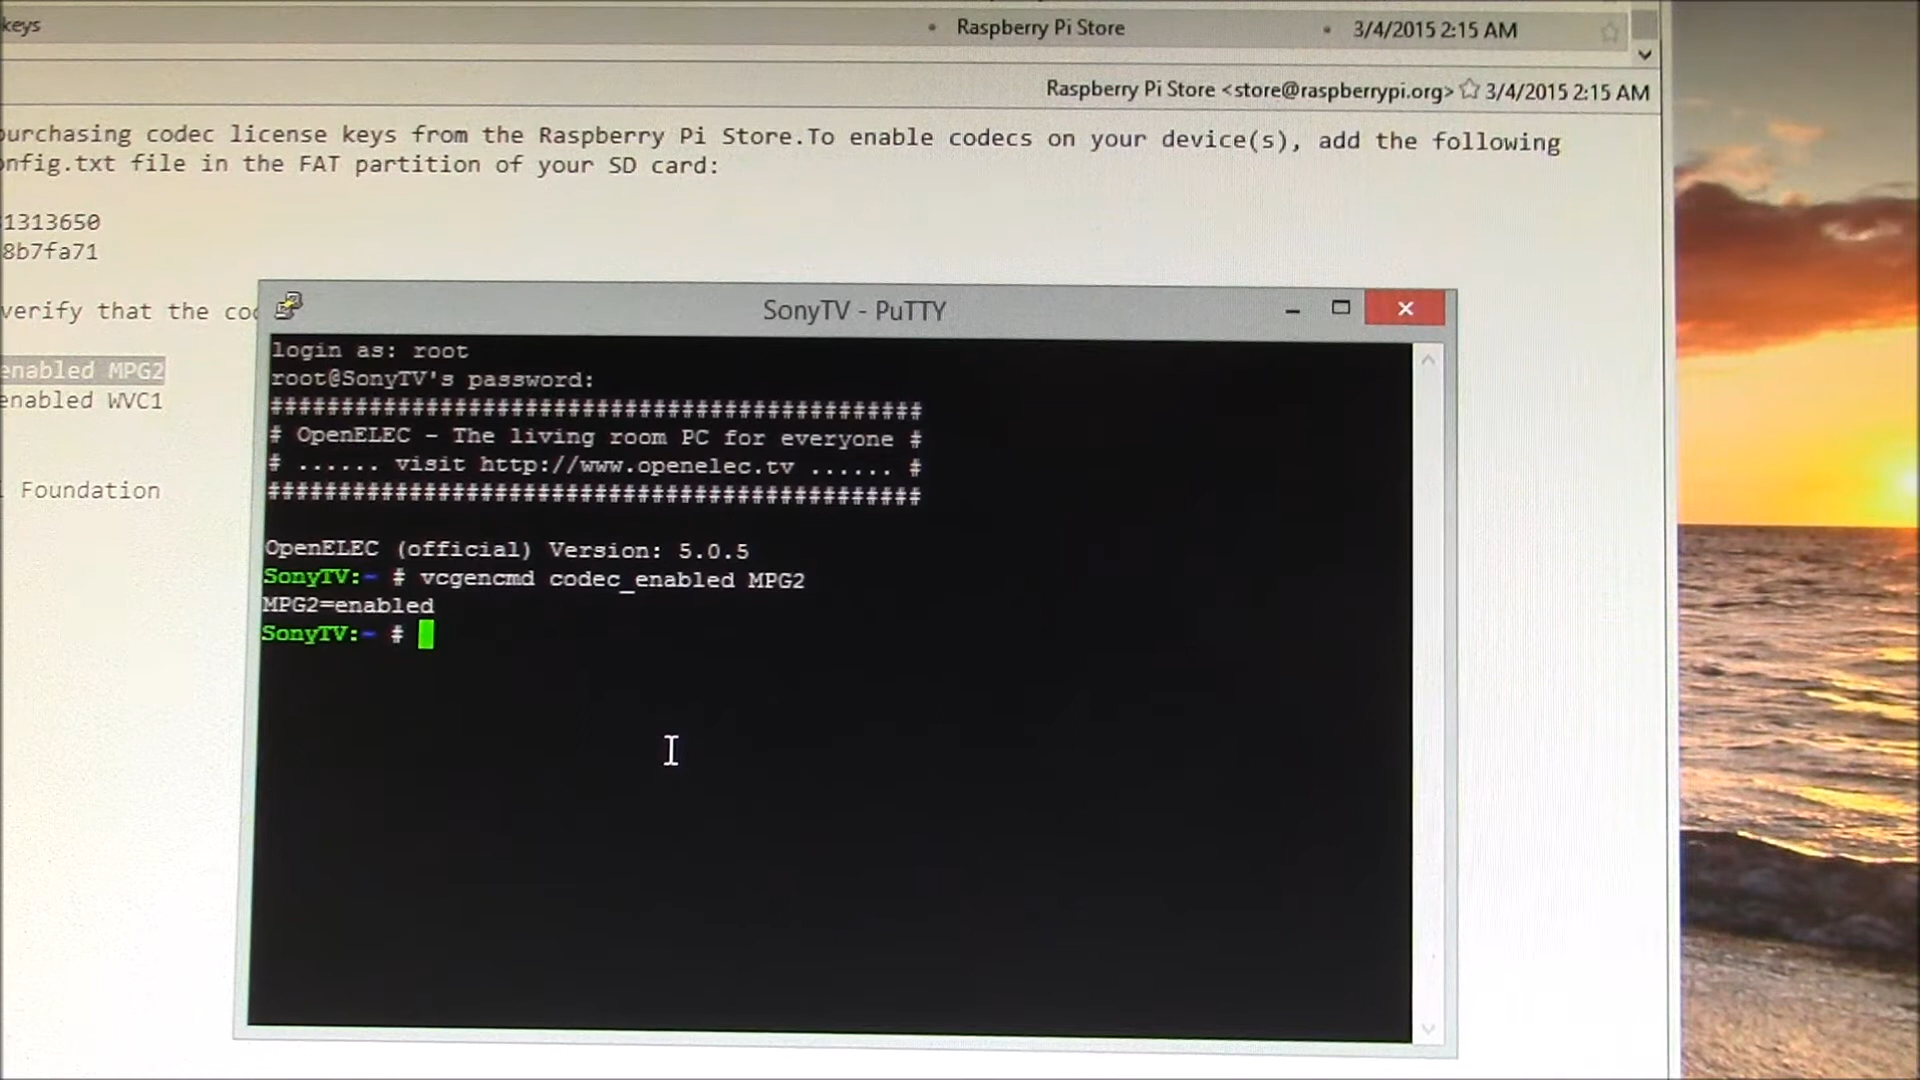 keys
Raspberry Pi Store
3/4/2015 2:15 AM
Raspberry Pi Store <store@raspberrypi.org> 3/4/2015 2:15 AM
purchasing codec license keys from the Raspberry Pi Store.To enable codecs on your device(s), add the following
nfig.txt file in the FAT partition of your SD card:
1313650
8b7fa71
verify that the co
enabled MPG2
enabled WVC1
Foundation
SonyTV - PuTTY
login as: root
root@SonyTV's password:
##############################################
# OpenELEC - The living room PC for everyone #
# ...... visit http://www.openelec.tv ...... #
##############################################
OpenELEC (official) Version: 5.0.5
SonyTV:~ # vcgencmd codec_enabled MPG2
MPG2=enabled
SonyTV:~ #